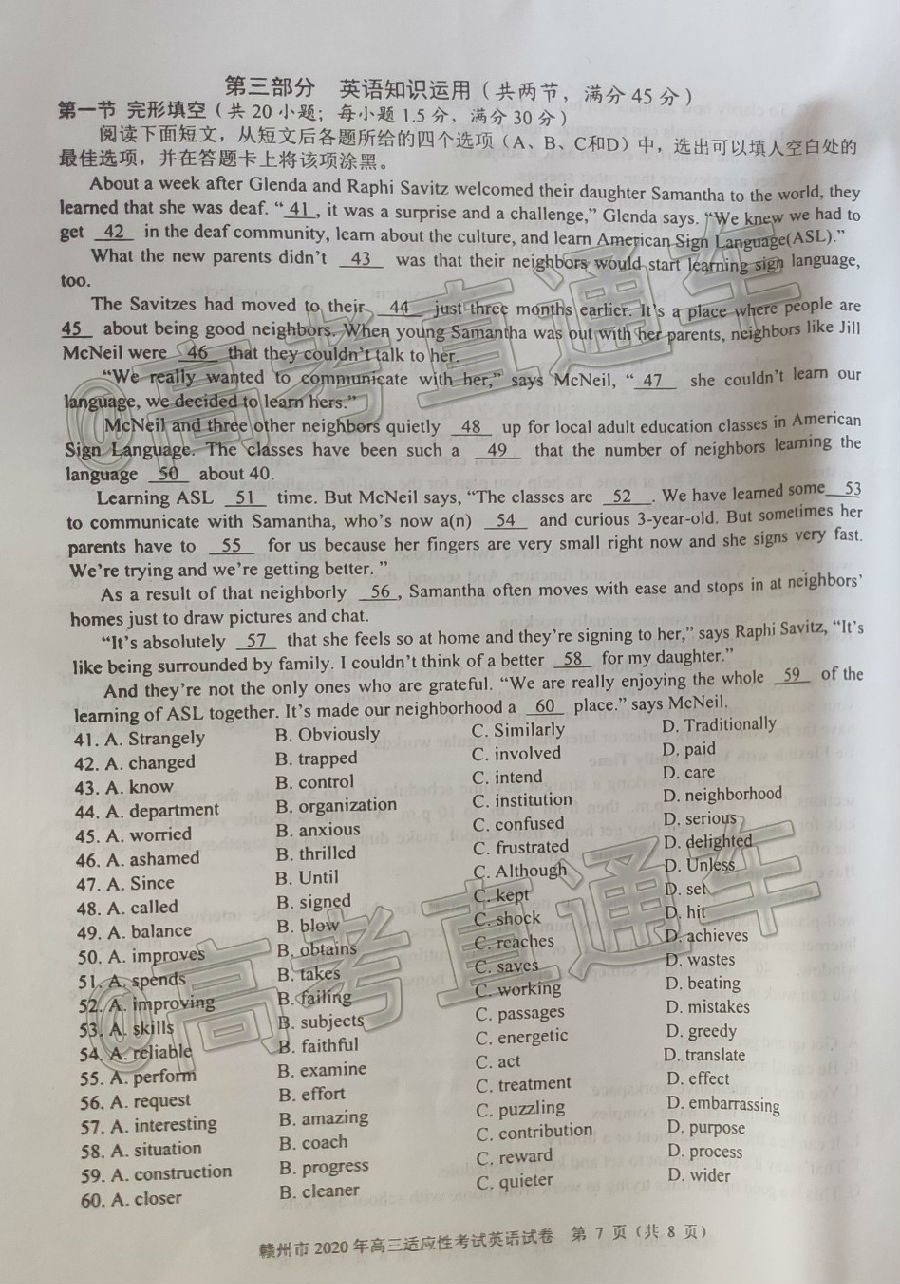 第三部分 英语知识运用(共两节,满分45分)
第一节 完形填空(共20小题;每小题1.5分,满分30分)
阅读下面短文,从短文后各题所给的四个选项(A、B、C和D)中,选出可以填入空白处的
最佳选项,并在答题卡上将该项涂黑。
About a week after Glenda and Raphi Savitz welcomed their daughter Samantha to the world, they
learned that she was deaf. “ 41 , it was a surprise and a challenge,” Glenda says. “We knew we had to
get 42 in the deaf community, learn about the culture, and learn American Sign Language(ASL).”
What the new parents didn’t 43 was that their neighbors would start learning sign language,
too.
The Savitzes had moved to their 44 just three months earlier. It’s a place where people are
45 about being good neighbors. When young Samantha was out with her parents, neighbors like Jill
McNeil were 46 that they couldn’t talk to her.
“We really wanted to communicate with her,” says McNeil, “ 47 she couldn’t learn our
language, we decided to learn hers.”
McNeil and three other neighbors quietly 48 up for local adult education classes in American
Sign Language. The classes have been such a 49 that the number of neighbors learning the
language 50 about 40.
Learning ASL 51 time. But McNeil says, “The classes are 52 . We have learned some 53
to communicate with Samantha, who’s now a(n) 54 and curious 3-year-old. But sometimes her
parents have to 55 for us because her fingers are very small right now and she signs very fast.
We’re trying and we’re getting better. ”
As a result of that neighborly 56 , Samantha often moves with ease and stops in at neighbors’
homes just to draw pictures and chat.
“It’s absolutely 57 that she feels so at home and they’re signing to her,” says Raphi Savitz, “It’s
like being surrounded by family. I couldn’t think of a better 58 for my daughter.”
And they’re not the only ones who are grateful. “We are really enjoying the whole 59 of the
learning of ASL together. It’s made our neighborhood a 60 place.” says McNeil.
41. A. Strangely B. Obviously C. Similarly D. Traditionally
42. A. changed B. trapped C. involved D. paid
43. A. know B. control C. intend D. care
44. A. department B. organization C. institution D. neighborhood
45. A. worried B. anxious C. confused D. serious
46. A. ashamed B. thrilled C. frustrated D. delighted
47. A. Since B. Until C. Although D. Unless
48. A. called B. signed C. kept D. set
49. A. balance B. blow C. shock D. hit
50. A. improves B. obtains C. reaches D. achieves
51. A. spends B. takes C. saves D. wastes
52. A. improving B. failing C. working D. beating
53. A. skills B. subjects C. passages D. mistakes
54. A. reliable B. faithful C. energetic D. greedy
55. A. perform B. examine C. act D. translate
56. A. request B. effort C. treatment D. effect
57. A. interesting B. amazing C. puzzling D. embarrassing
58. A. situation B. coach C. contribution D. purpose
59. A. construction B. progress C. reward D. process
60. A. closer B. cleaner C. quieter D. wider
赣州市2020年高三适应性考试英语试卷 第7页(共8页)
@高考直通车
@高考直通车